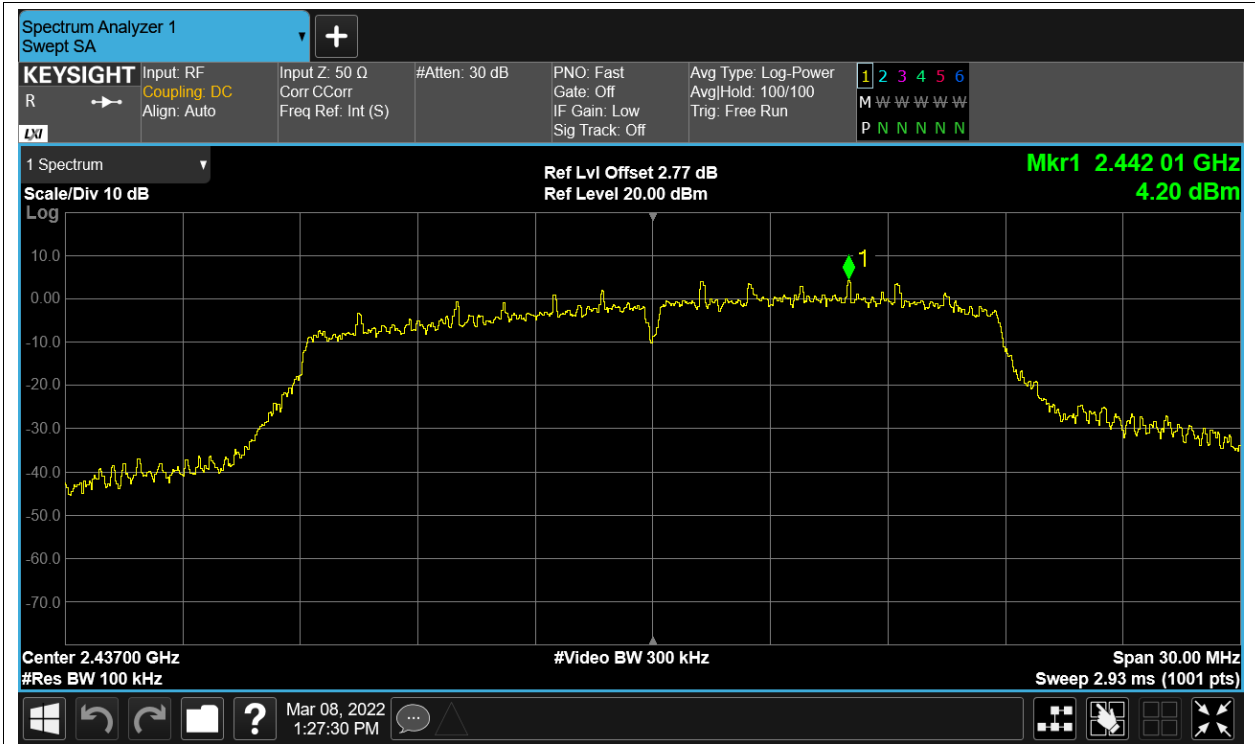 Spectrum Analyzer 1
Swept SA
+
KEYSIGHT
R
LXI
Input: RF
Coupling: DC
Align: Auto
Input Z: 50 Ω
Corr CCorr
Freq Ref: Int (S)
#Atten: 30 dB
PNO: Fast
Gate: Off
IF Gain: Low
Sig Track: Off
Avg Type: Log-Power
Avg|Hold: 100/100
Trig: Free Run
1 2 3 4 5 6
M W W W W W
P N N N N N
1 Spectrum
Scale/Div 10 dB
Log
Ref Lvl Offset 2.77 dB
Ref Level 20.00 dBm
Mkr1 2.442 01 GHz
4.20 dBm
1
10.0
0.00
-10.0
-20.0
-30.0
-40.0
-50.0
-60.0
-70.0
Center 2.43700 GHz
#Video BW 300 kHz
Span 30.00 MHz
#Res BW 100 kHz
Sweep 2.93 ms (1001 pts)
?
Mar 08, 2022
1:27:30 PM